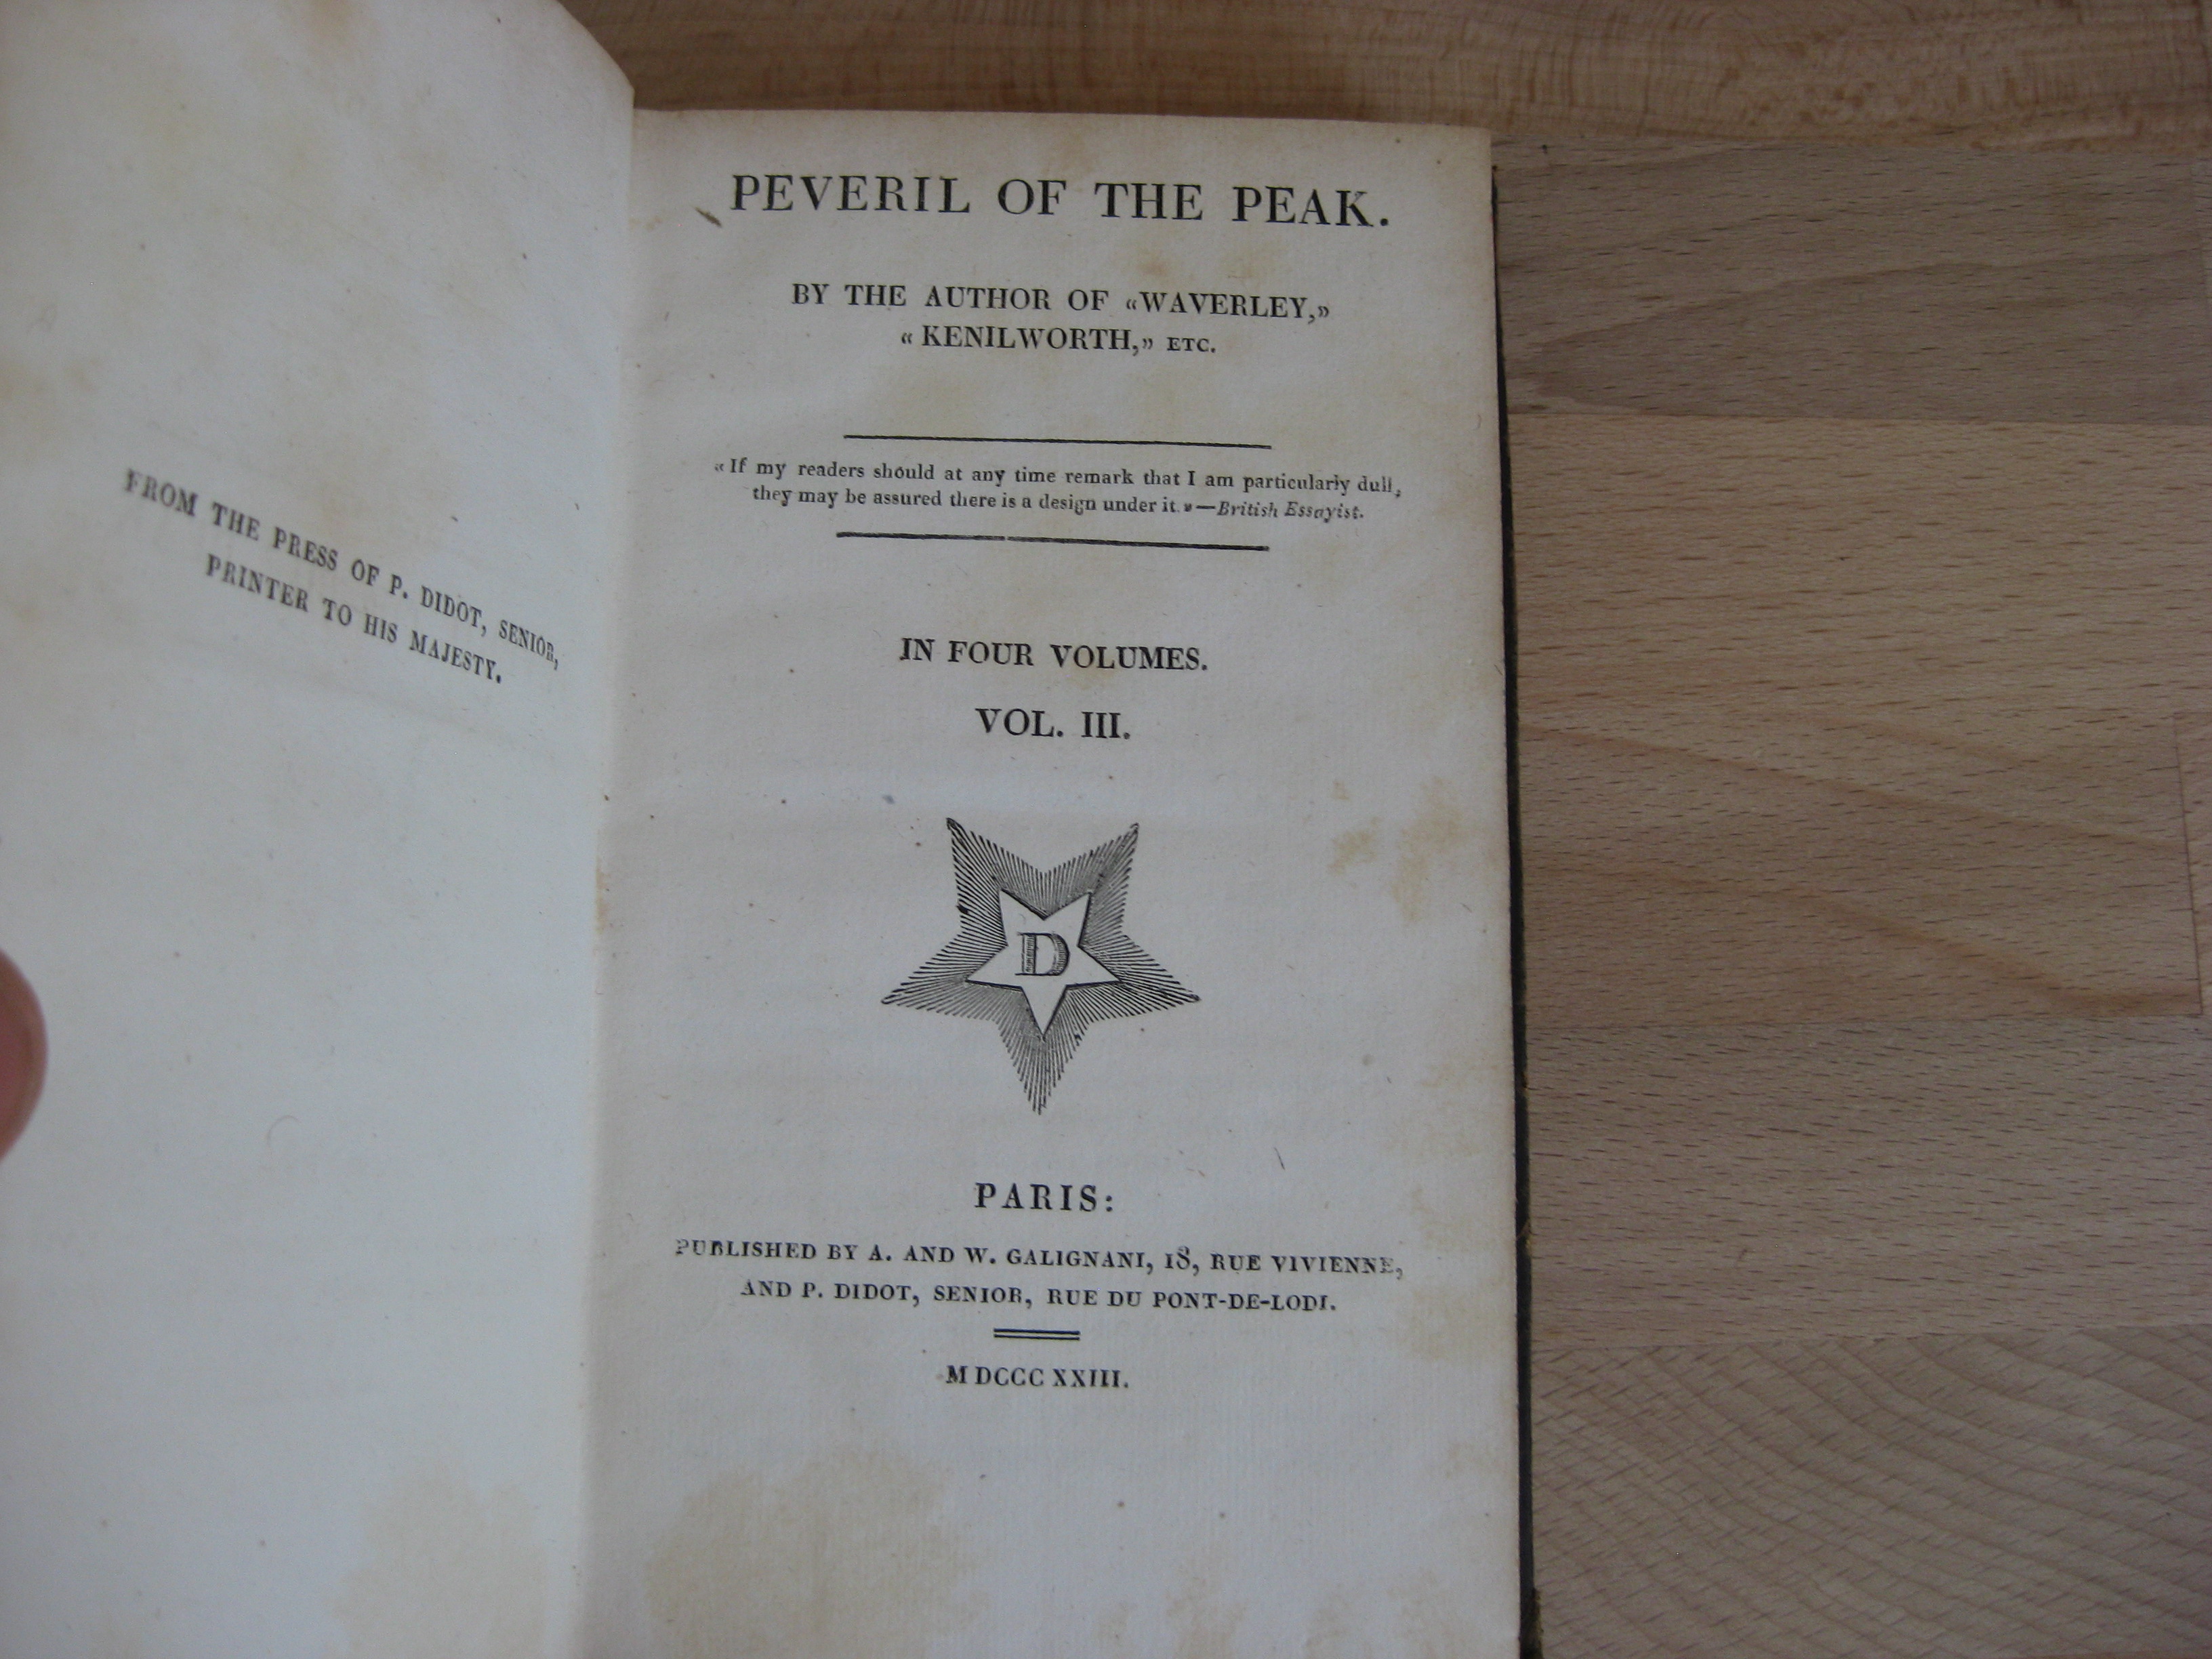 FROM THE PRESS OF P. DIDOT, SENIOR,
PRINTER TO HIS MAJESTY.
PEVERIL OF THE PEAK.
BY THE AUTHOR OF «WAVERLEY,»
« KENILWORTH,» ETC.
« If my readers should at any time remark that I am particularly dull,
they may be assured there is a design under it.»—British Essayist.
IN FOUR VOLUMES.
VOL. III.
D
PARIS:
PUBLISHED BY A. AND W. GALIGNANI, 18, RUE VIVIENNE,
AND P. DIDOT, SENIOR, RUE DU PONT-DE-LODI.
M DCCC XXIII.